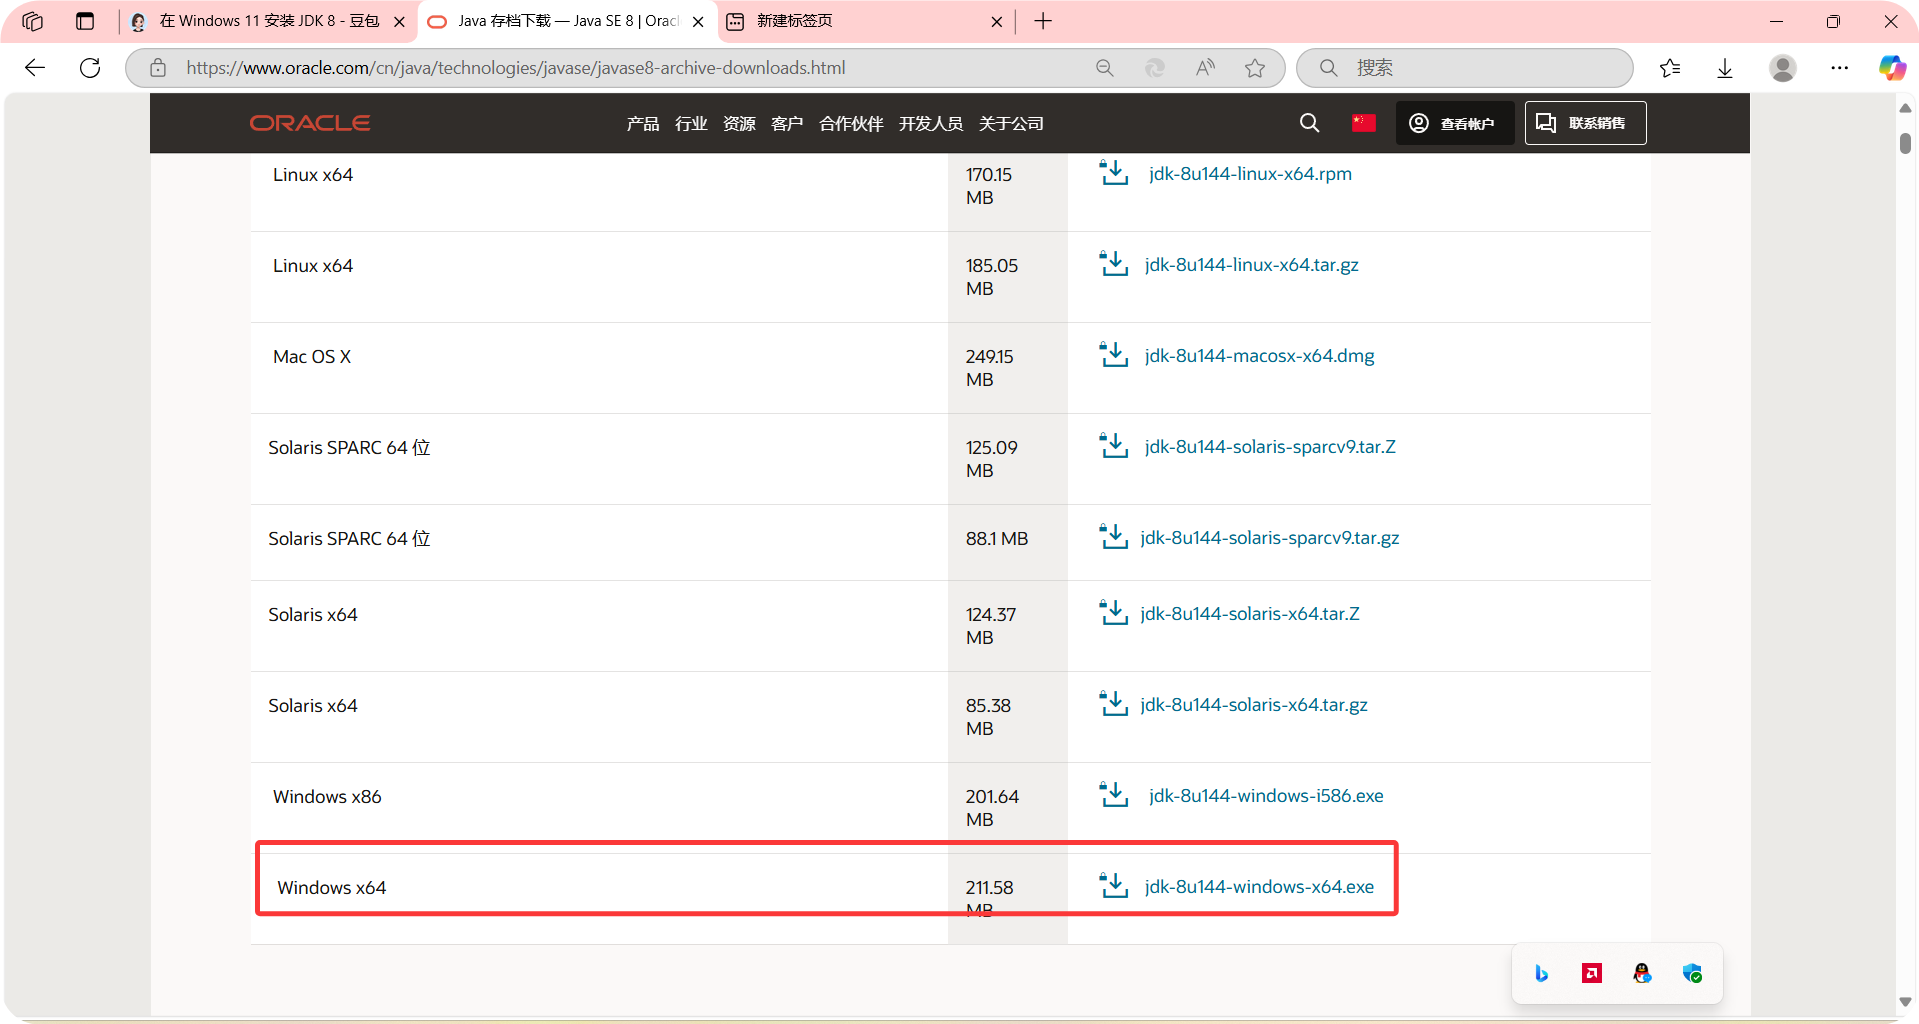 在 Windows 11 安装 JDK 8 - 豆包
Java 存档下载 — Java SE 8 | Orac
新建标签页
https://www.oracle.com/cn/java/technologies/javase/javase8-archive-downloads.html
搜索
ORACLE
产品 行业 资源 客户 合作伙伴 开发人员 关于公司
查看帐户
联系销售
Linux x64
170.15 MB
jdk-8u144-linux-x64.rpm
Linux x64
185.05 MB
jdk-8u144-linux-x64.tar.gz
Mac OS X
249.15 MB
jdk-8u144-macosx-x64.dmg
Solaris SPARC 64 位
125.09 MB
jdk-8u144-solaris-sparcv9.tar.Z
Solaris SPARC 64 位
88.1 MB
jdk-8u144-solaris-sparcv9.tar.gz
Solaris x64
124.37 MB
jdk-8u144-solaris-x64.tar.Z
Solaris x64
85.38 MB
jdk-8u144-solaris-x64.tar.gz
Windows x86
201.64 MB
jdk-8u144-windows-i586.exe
Windows x64
211.58 MB
jdk-8u144-windows-x64.exe